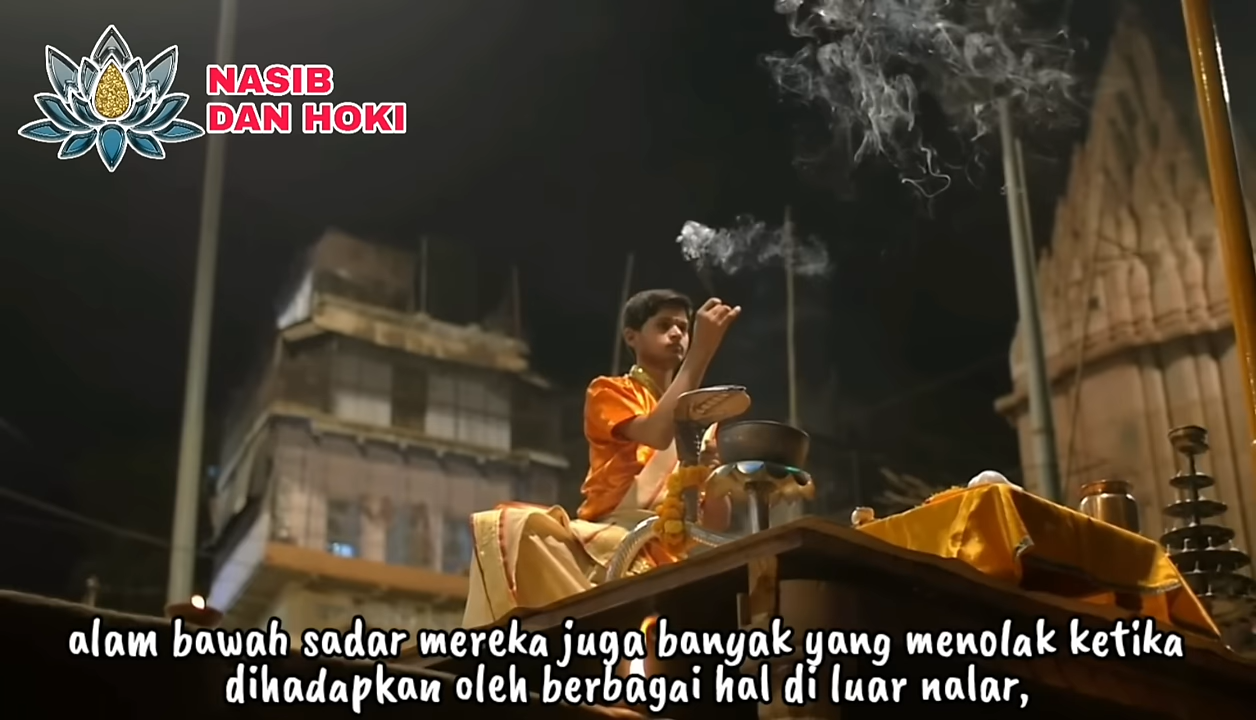 NASIB
DAN HOKI
alam bawah sadar mereka juga banyak yang menolak ketika
dihadapkan oleh berbagai hal di luar nalar,